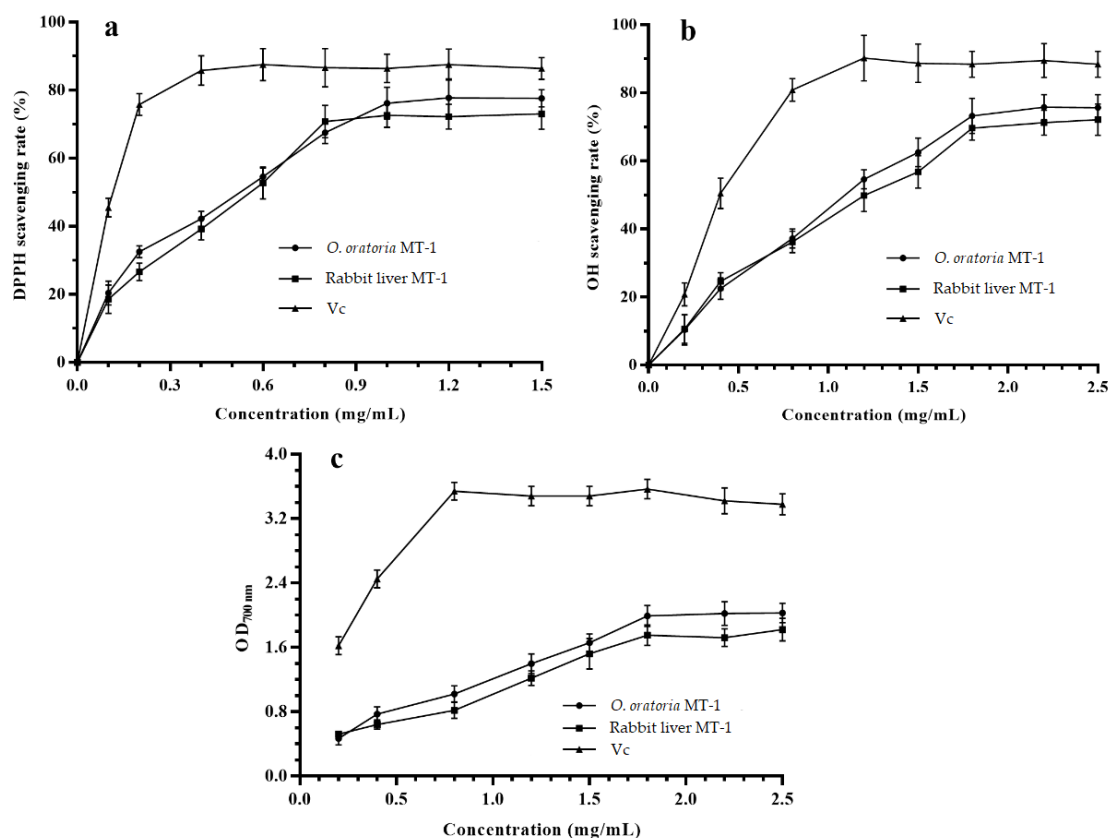 a
DPPH scavenging rate (%)
100
80
60
40
20
0
0.0 0.3 0.6 0.9 1.2 1.5
Concentration (mg/mL)
O. oratoria MT-1
Rabbit liver MT-1
Vc
b
OH scavenging rate (%)
100
80
60
40
20
0
0.0 0.5 1.0 1.5 2.0 2.5
Concentration (mg/mL)
O. oratoria MT-1
Rabbit liver MT-1
Vc
c
OD700 nm
4.0
3.2
2.4
1.6
0.8
0.0
0.0 0.5 1.0 1.5 2.0 2.5
Concentration (mg/mL)
O. oratoria MT-1
Rabbit liver MT-1
Vc